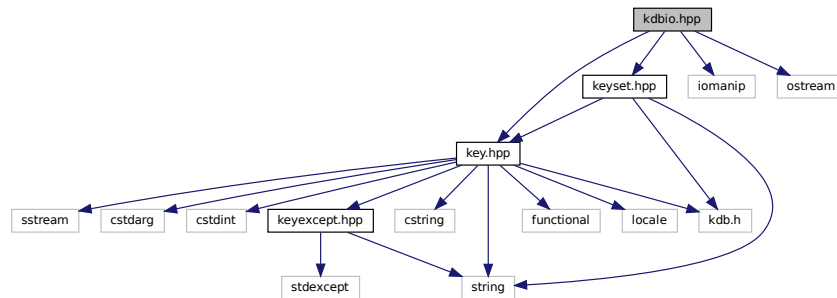 kdbio.hpp
keyset.hpp
iomanip
ostream
key.hpp
sstream
cstdarg
cstdint
keyexcept.hpp
cstring
functional
locale
kdb.h
stdexcept
string